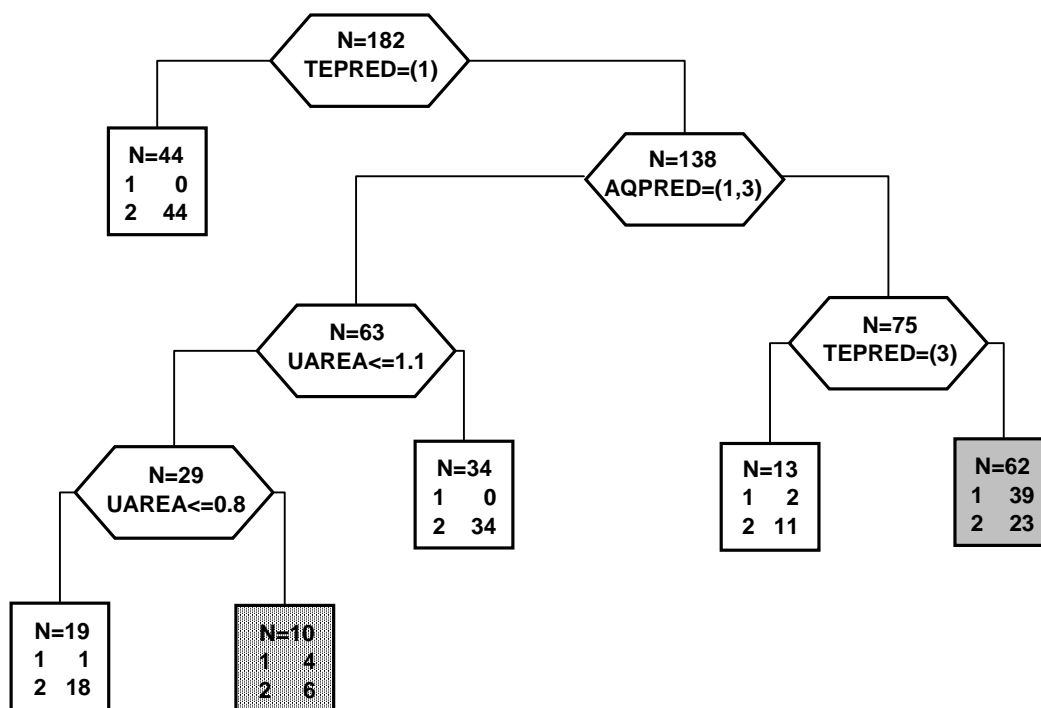 N=182
TEPRED=(1)
N=44
1 0
2 44
N=138
AQPRED=(1,3)
N=63
UAREA<=1.1
N=75
TEPRED=(3)
N=29
UAREA<=0.8
N=34
1 0
2 34
N=13
1 2
2 11
N=62
1 39
2 23
N=19
1 1
2 18
N=10
1 4
2 6